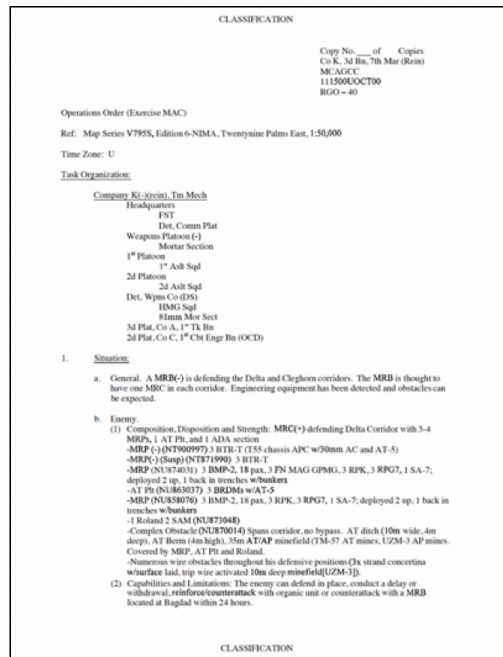 CLASSIFICATION
Copy No. ___ of      Copies
Co K, 3d Bn, 7th Mar (Rein)
MCAGCC
111500UOCT00
RGO – 40
Operations Order (Exercise MAC)
Ref:  Map Series V795S, Edition 6-NIMA, Twentynine Palms East, 1:50,000
Time Zone:  U
Task Organization:
Company K(-)(rein), Tm Mech
Headquarters
FST
Det, Comm Plat
Weapons Platoon (-)
Mortar Section
1st Platoon
1st Aslt Sqd
2d Platoon
2d Aslt Sqd
Det, Wpns Co (DS)
HMG Sqd
81mm Mor Sect
3d Plat, Co A, 1st Tk Bn
2d Plat, Co C, 1st Cbt Engr Bn (OCD)
1.     Situation:
a.   General.  A MRB(-) is defending the Delta and Cleghorn corridors.  The MRB is thought to
have one MRC in each corridor.  Engineering equipment has been detected and obstacles can
be expected.
b.   Enemy.
(1)  Composition, Disposition and Strength:  MRC(+) defending Delta Corridor with 3-4
MRPs, 1 AT Plt, and 1 ADA section
-MRP (-) (NT900997) 3 BTR-T (T55 chassis APC w/30mm AC and AT-5)
-MRP(-) (Susp) (NT871990) 3 BTR-T
-MRP (NU874031) 3 BMP-2, 18 pax, 3 FN MAG GPMG, 3 RPK, 3 RPG7, 1 SA-7;
deployed 2 up, 1 back in trenches w/bunkers
-AT Plt (NU863037) 3 BRDMs w/AT-5
-MRP (NU858076) 3 BMP-2, 18 pax, 3 RPK, 3 RPG7, 1 SA-7; deployed 2 up, 1 back in
trenches w/bunkers
-1 Roland 2 SAM (NU873048)
-Complex Obstacle (NU870014) Spans corridor, no bypass.  AT ditch (10m wide, 4m
deep), AT Berm (4m high), 35m AT/AP minefield (TM-57 AT mines, UZM-3 AP mines.
Covered by MRP, AT Plt and Roland.
-Numerous wire obstacles throughout his defensive positions (3x strand concertina
w/surface laid, trip wire activated 10m deep minefield[UZM-3]).
(2)  Capabilities and Limitations: The enemy can defend in place, conduct a delay or
withdrawal, reinforce/counterattack with organic unit or counterattack with a MRB
located at Bagdad within 24 hours.
CLASSIFICATION